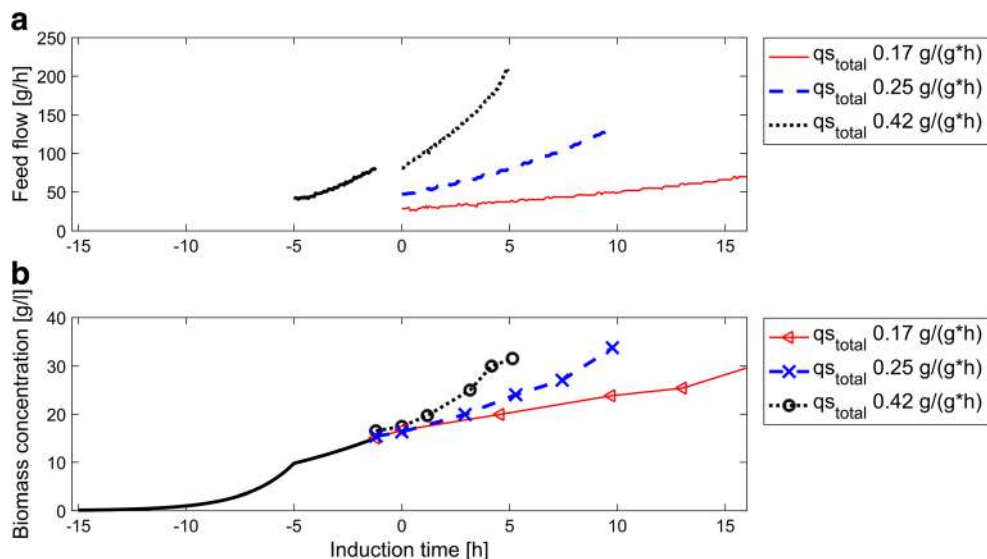 a
Feed flow [g/h]
250
200
150
100
50
0
-15
-10
-5
0
5
10
15
qs_total 0.17 g/(g*h)
qs_total 0.25 g/(g*h)
qs_total 0.42 g/(g*h)
b
Biomass concentration [g/l]
40
30
20
10
0
-15
-10
-5
0
5
10
15
Induction time [h]
qs_total 0.17 g/(g*h)
qs_total 0.25 g/(g*h)
qs_total 0.42 g/(g*h)